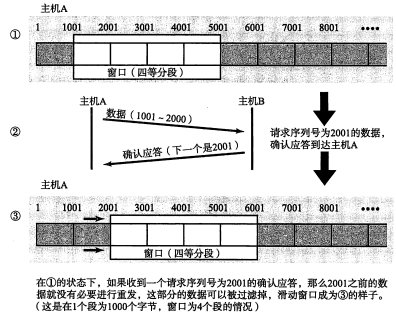 主机A
1 1001 2001 3001 4001 5001 6001 7001 8001 ••••
①
窗口（四等分段）
主机A 主机B
数据（1001～2000）
②
确认应答（下一个是2001）
请求序列号为2001的数据，
确认应答到达主机A
主机A
1 1001 2001 3001 4001 5001 6001 7001 8001 ••••
③
窗口（四等分段）
在①的状态下，如果收到一个请求序列号为2001的确认应答，那么2001之前的数
据就没有必要进行重发，这部分的数据可以被过滤掉，滑动窗口成为③的样子。
（这是在1个段为1000个字节，窗口为4个段的情况）